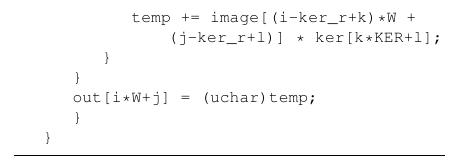 temp += image[(i-ker_r+k)*W +
(j-ker_r+l)] * ker[k*KER+l];
}
}
out[i*W+j] = (uchar)temp;
}
}